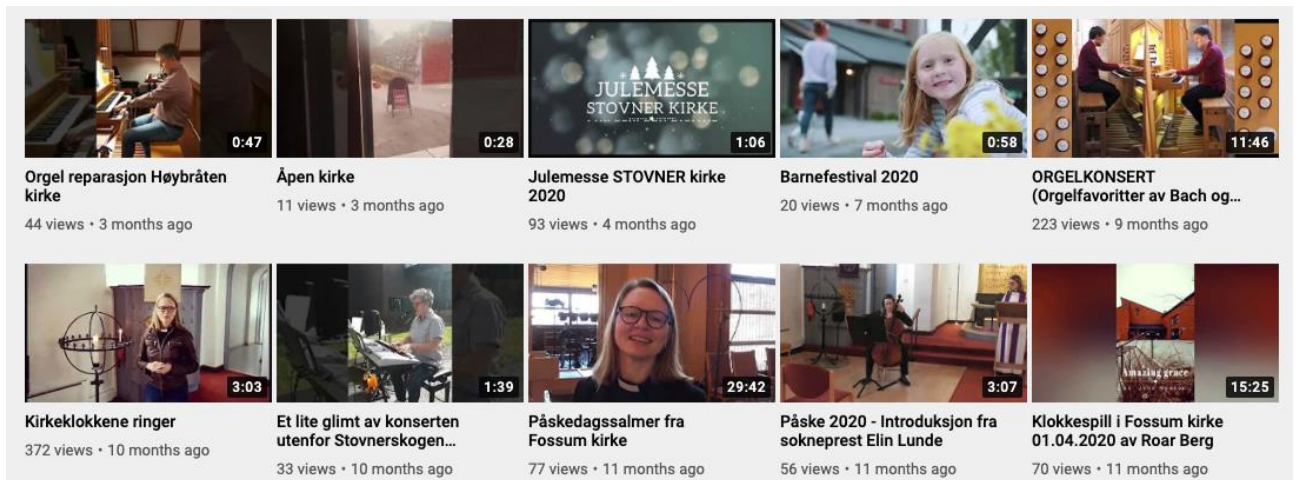 JULEMESSE
STOVNER KIRKE
0:47
0:28
1:06
0:58
11:46
Orgel reparasjon Høybråten
kirke
44 views • 3 months ago
Åpen kirke
11 views • 3 months ago
Julemesse STOVNER kirke
2020
93 views • 4 months ago
Barnefestival 2020
20 views • 7 months ago
ORGELKONSERT
(Orgelfavoritter av Bach og...
223 views • 9 months ago
Amazing grace
3:03
1:39
29:42
3:07
15:25
Kirkeklokkene ringer
372 views • 10 months ago
Et lite glimt av konserten
utenfor Stovnerskogen...
33 views • 10 months ago
Påskedagssalmer fra
Fossum kirke
77 views • 11 months ago
Påske 2020 - Introduksjon fra
sokneprest Elin Lunde
56 views • 11 months ago
Klokkespill i Fossum kirke
01.04.2020 av Roar Berg
70 views • 11 months ago